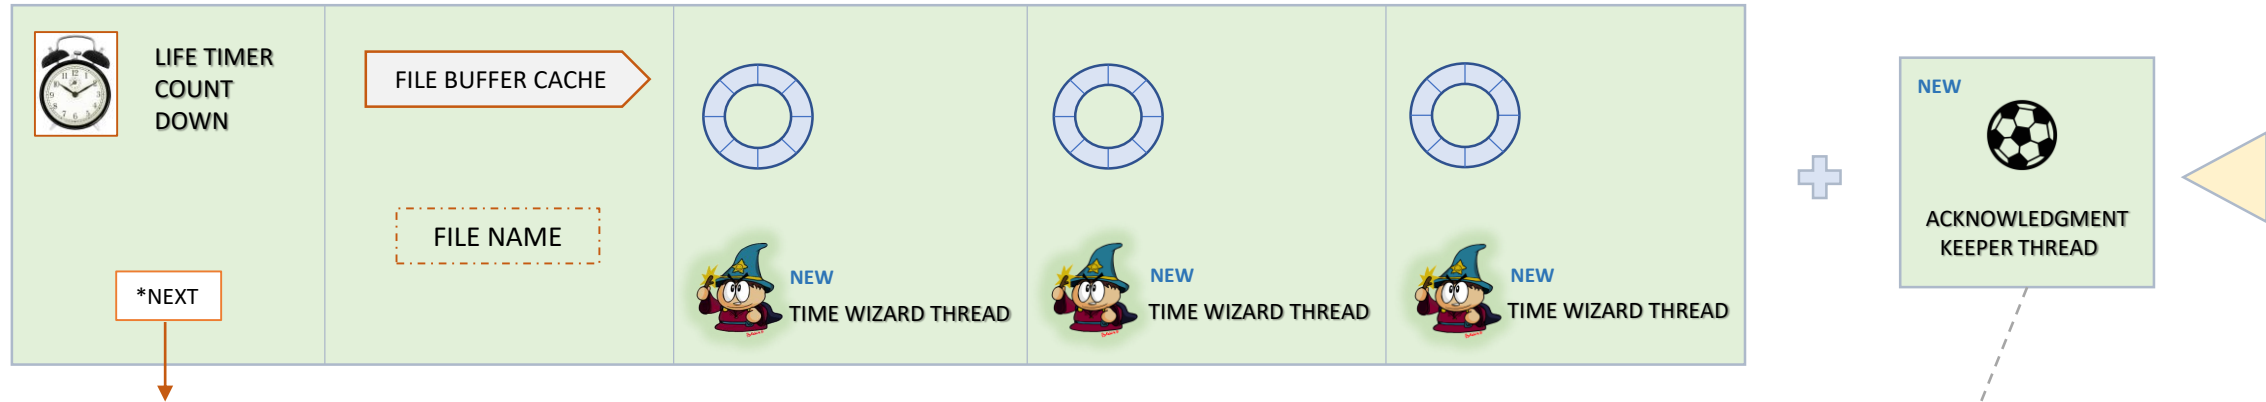 LIFE TIMER
COUNT
DOWN
*NEXT
FILE BUFFER CACHE
FILE NAME
NEW
TIME WIZARD THREAD
NEW
TIME WIZARD THREAD
NEW
TIME WIZARD THREAD
NEW
ACKNOWLEDGMENT
KEEPER THREAD